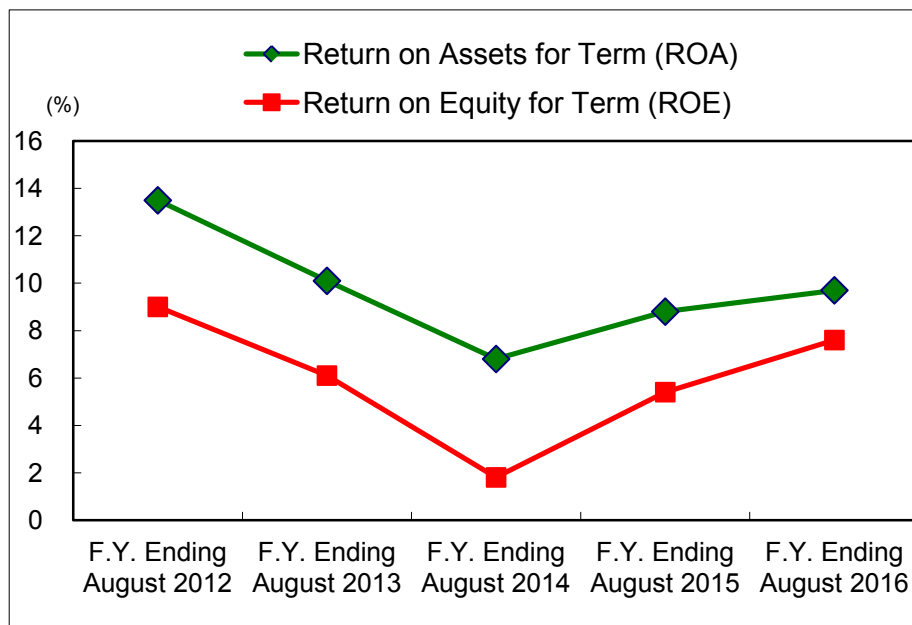 Return on Assets for Term (ROA)
Return on Equity for Term (ROE)
(%)
16
14
12
10
8
6
4
2
0
F.Y. Ending
August 2012
F.Y. Ending
August 2013
F.Y. Ending
August 2014
F.Y. Ending
August 2015
F.Y. Ending
August 2016